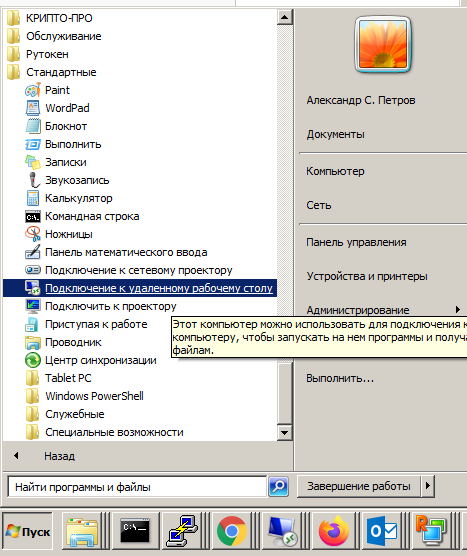 КРИПТО-ПРО
Обслуживание
Рутокен
Стандартные
Paint
WordPad
Блокнот
Выполнить
Записки
Звукозапись
Калькулятор
Командная строка
Ножницы
Панель математического ввода
Подключение к сетевому проектору
Подключение к удаленному рабочему столу
Подключить к проектору
Приступая к работе
Проводник
Центр синхронизации
Tablet PC
Windows PowerShell
Служебные
Специальные возможности
Назад
Найти программы и файлы
Александр С. Петров
Документы
Компьютер
Сеть
Панель управления
Устройства и принтеры
Администрирование
Этот компьютер можно использовать для подключения к
компьютеру, чтобы запускать на нем программы и получа
файлам.
Выполнить...
Завершение работы
Пуск